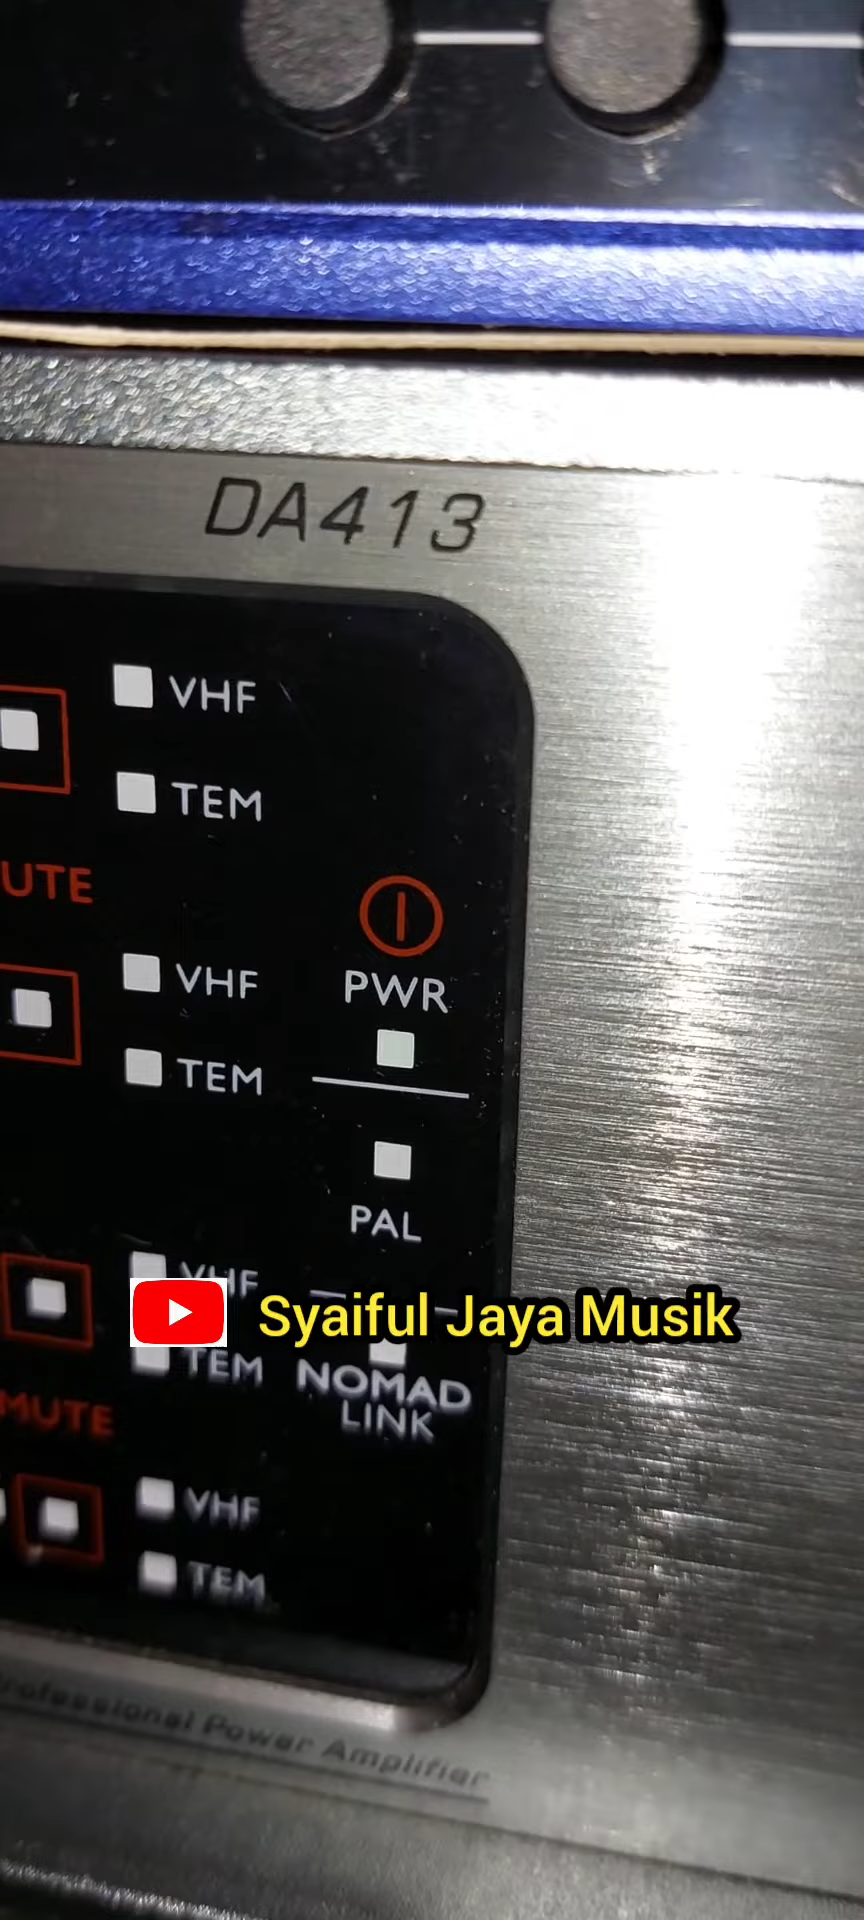 DA413
VHF
TEM
UTE
VHF
TEM
PWR
PAL
VHF
Syaiful Jaya Musik
TEM
NOMAD
LINK
MUTE
VHF
TEM
Professional Power Amplifier